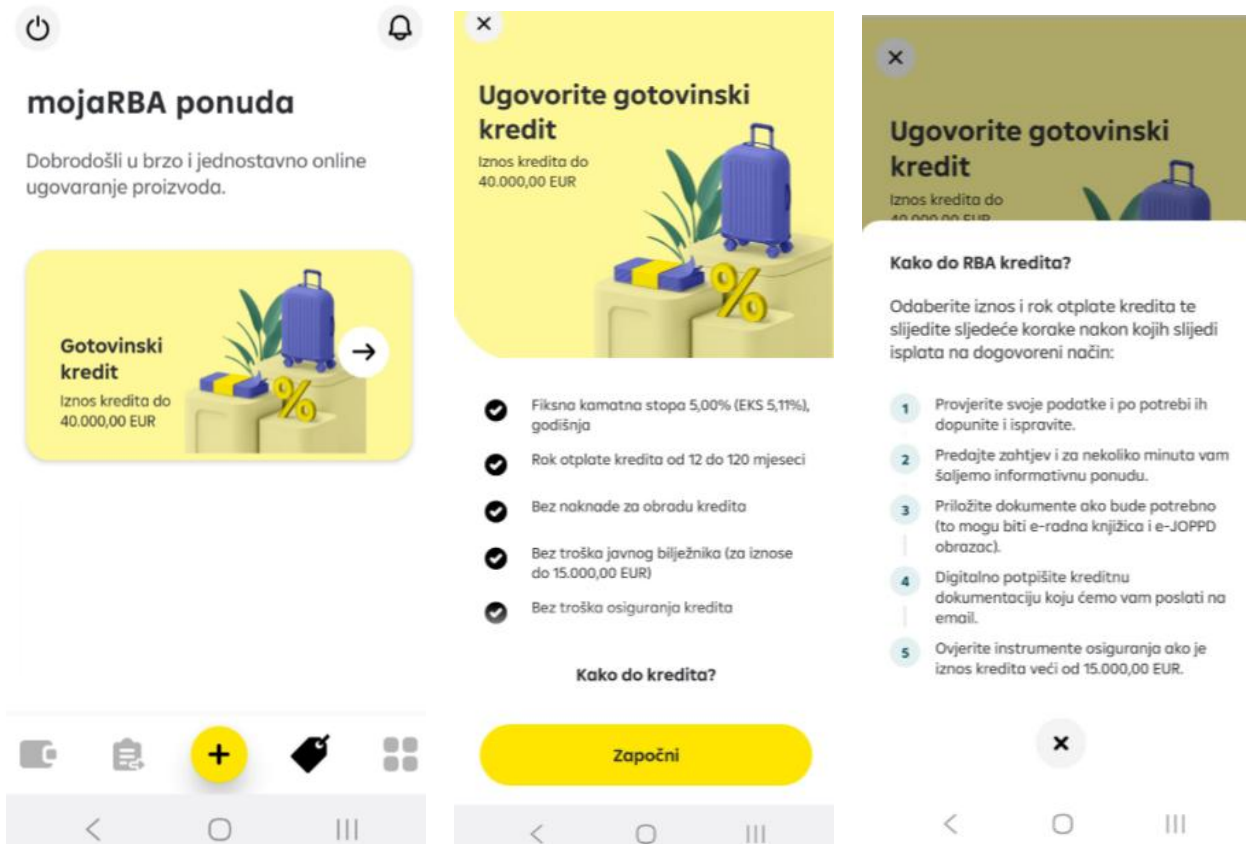 mojaRBA ponuda
Dobrodošli u brzo i jednostavno online
ugovaranje proizvoda.
Gotovinski
kredit
Iznos kredita do
40.000,00 EUR
Ugovorite gotovinski
kredit
Iznos kredita do
40.000,00 EUR
Fiksna kamatna stopa 5,00% (EKS 5,11%),
godišnja
Rok otplate kredita od 12 do 120 mjeseci
Bez naknade za obradu kredita
Bez troška javnog bilježnika (za iznose
do 15.000,00 EUR)
Bez troška osiguranja kredita
Kako do kredita?
Započni
Ugovorite gotovinski
kredit
Iznos kredita do
40.000,00 EUR
Kako do RBA kredita?
Odaberite iznos i rok otplate kredita te
slijedite sljedeće korake nakon kojih slijedi
isplata na dogovoreni način:
1 Provjerite svoje podatke i po potrebi ih
dopunite i ispravite.
2 Predajte zahtjev i za nekoliko minuta vam
šaljemo informativnu ponudu.
3 Priložite dokumente ako bude potrebno
(to mogu biti e-radna knjižica i e-JOPPD
obrazac).
4 Digitalno potpišite kreditnu
dokumentaciju koju ćemo vam poslati na
email.
5 Ovjerite instrumente osiguranja ako je
iznos kredita veći od 15.000,00 EUR.